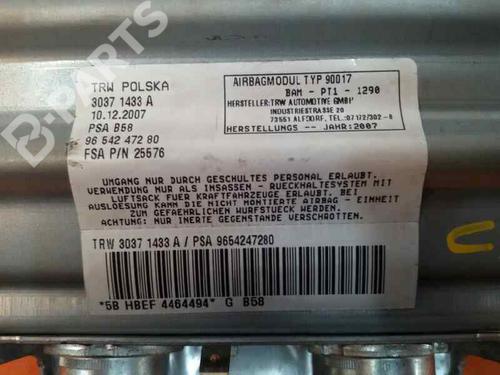 TRW POLSKA
3037 1433 A
10.12.2007
PSA B58
96 542 472 80
FSA P/N 25576
AIRBAGMODUL TYP 90017
BAM - PT1 - 1290
HERSTELLER:TRW AUTOMOTIVE GMBH
INDUSTRIESTRASSE 20
73551 ALFDORF, TEL.:07172/302-0
HERSTELLUNGS -- JAHR:2007
UMGANG NUR DURCH GESCHULTES PERSONAL ERLAUBT.
VERWENDUNG NUR ALS INSASSEN - RUECKHALTESYSTEM MIT
LUFTSACK FUER KRAFTFAHRZEUGE ERLAUBT. BEI
AUSLOESUNG KANN DIE NICHT MONTIERTE AIRBAG - EINHEIT
ZUM GEFAEHRLICHEN WURFSTUECK WERDEN.
ACHTUNG: NUR INERTE GEGENSTANDE VERWENDUNG
TRW 3037 1433 A / PSA 9654247280
*5B HBEF 4464494* G B58
B-PARTS
B-PARTS
B-PARTS